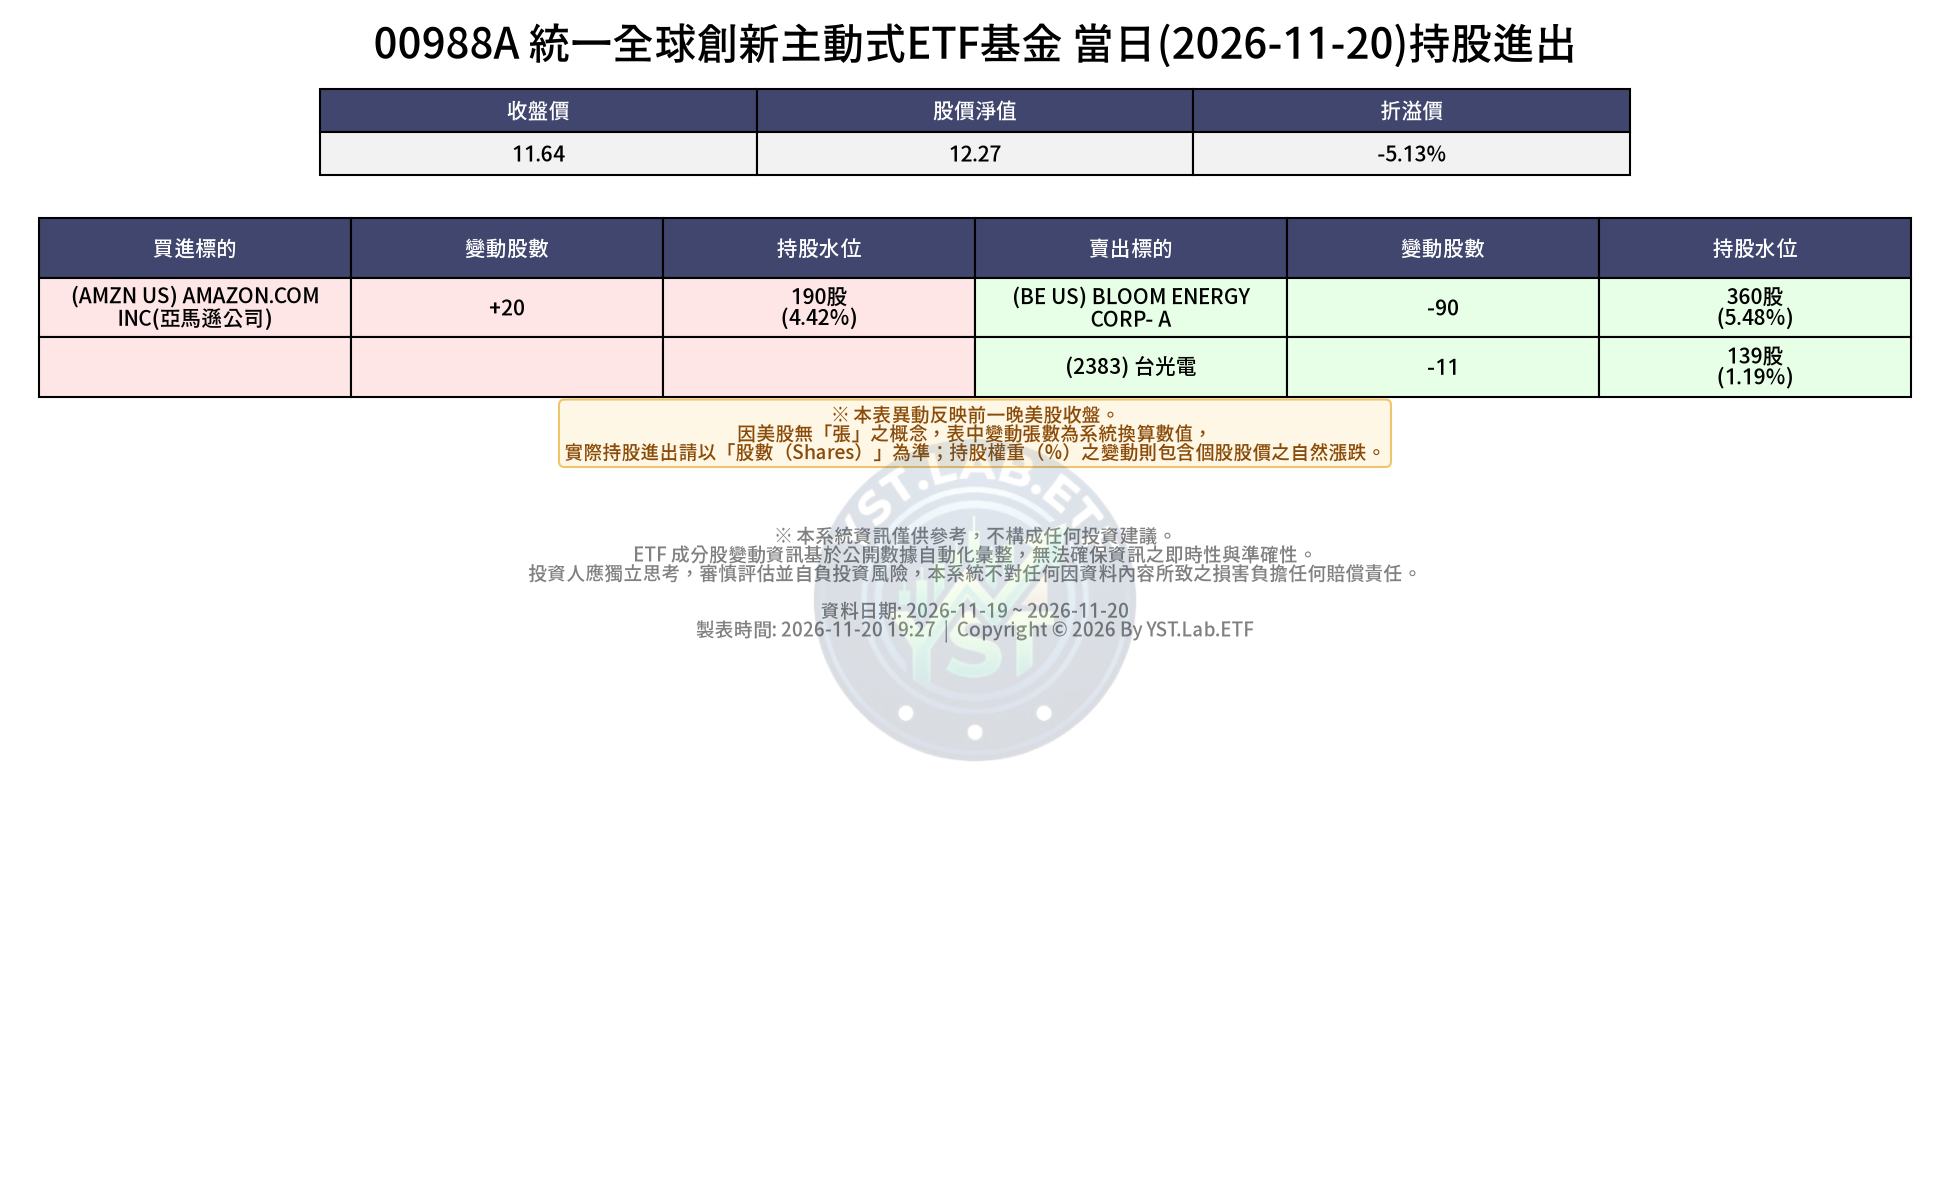 00988A 統一全球創新主動式ETF基金 當日(2026-11-20)持股進出
收盤價 股價淨值 折溢價
11.64 12.27 -5.13%
買進標的 變動股數 持股水位 賣出標的 變動股數 持股水位
(AMZN US) AMAZON.COM
INC(亞馬遜公司)
+20
190股
(4.42%)
(BE US) BLOOM ENERGY
CORP- A
-90
360股
(5.48%)
(2383) 台光電
-11
139股
(1.19%)
※ 本表異動反映前一晚美股收盤。
因美股無「張」之概念，表中變動張數為系統換算數值，
實際持股進出請以「股數（Shares）」為準；持股權重（%）之變動則包含個股股價之自然漲跌。
YST.LAB.ET
※ 本系統資訊僅供參考，不構成任何投資建議。
ETF 成分股變動資訊基於公開數據自動化彙整，無法確保資訊之即時性與準確性。
投資人應獨立思考，審慎評估並自負投資風險，本系統不對任何因資料內容所致之損害負擔任何賠償責任。
資料日期: 2026-11-19 ~ 2026-11-20
製表時間: 2026-11-20 19:27 │ Copyright © 2026 By YST.Lab.ETF
YST